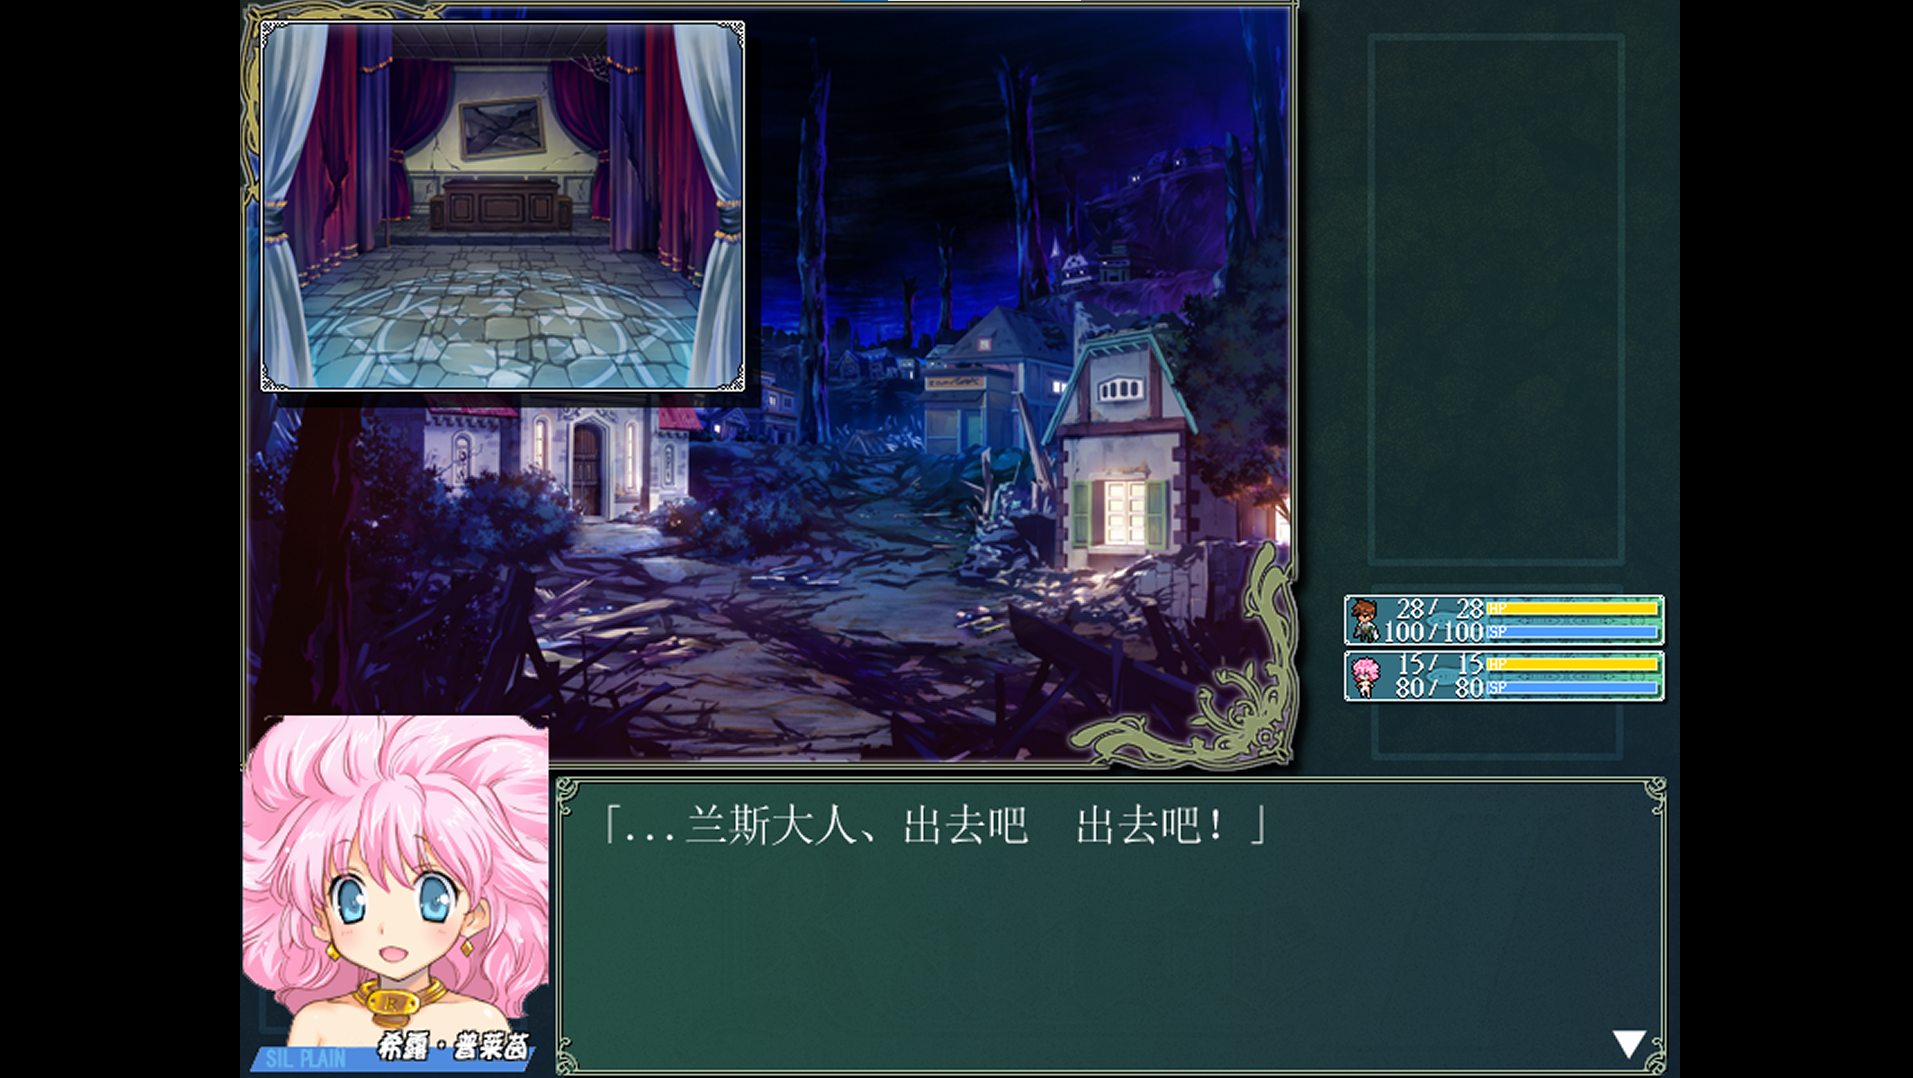 28/ 28 HP
100/100 SP
15/ 15 HP
80/ 80 SP
「...兰斯大人、出去吧　出去吧！」
R
希露·普莱茵
SIL PLAIN